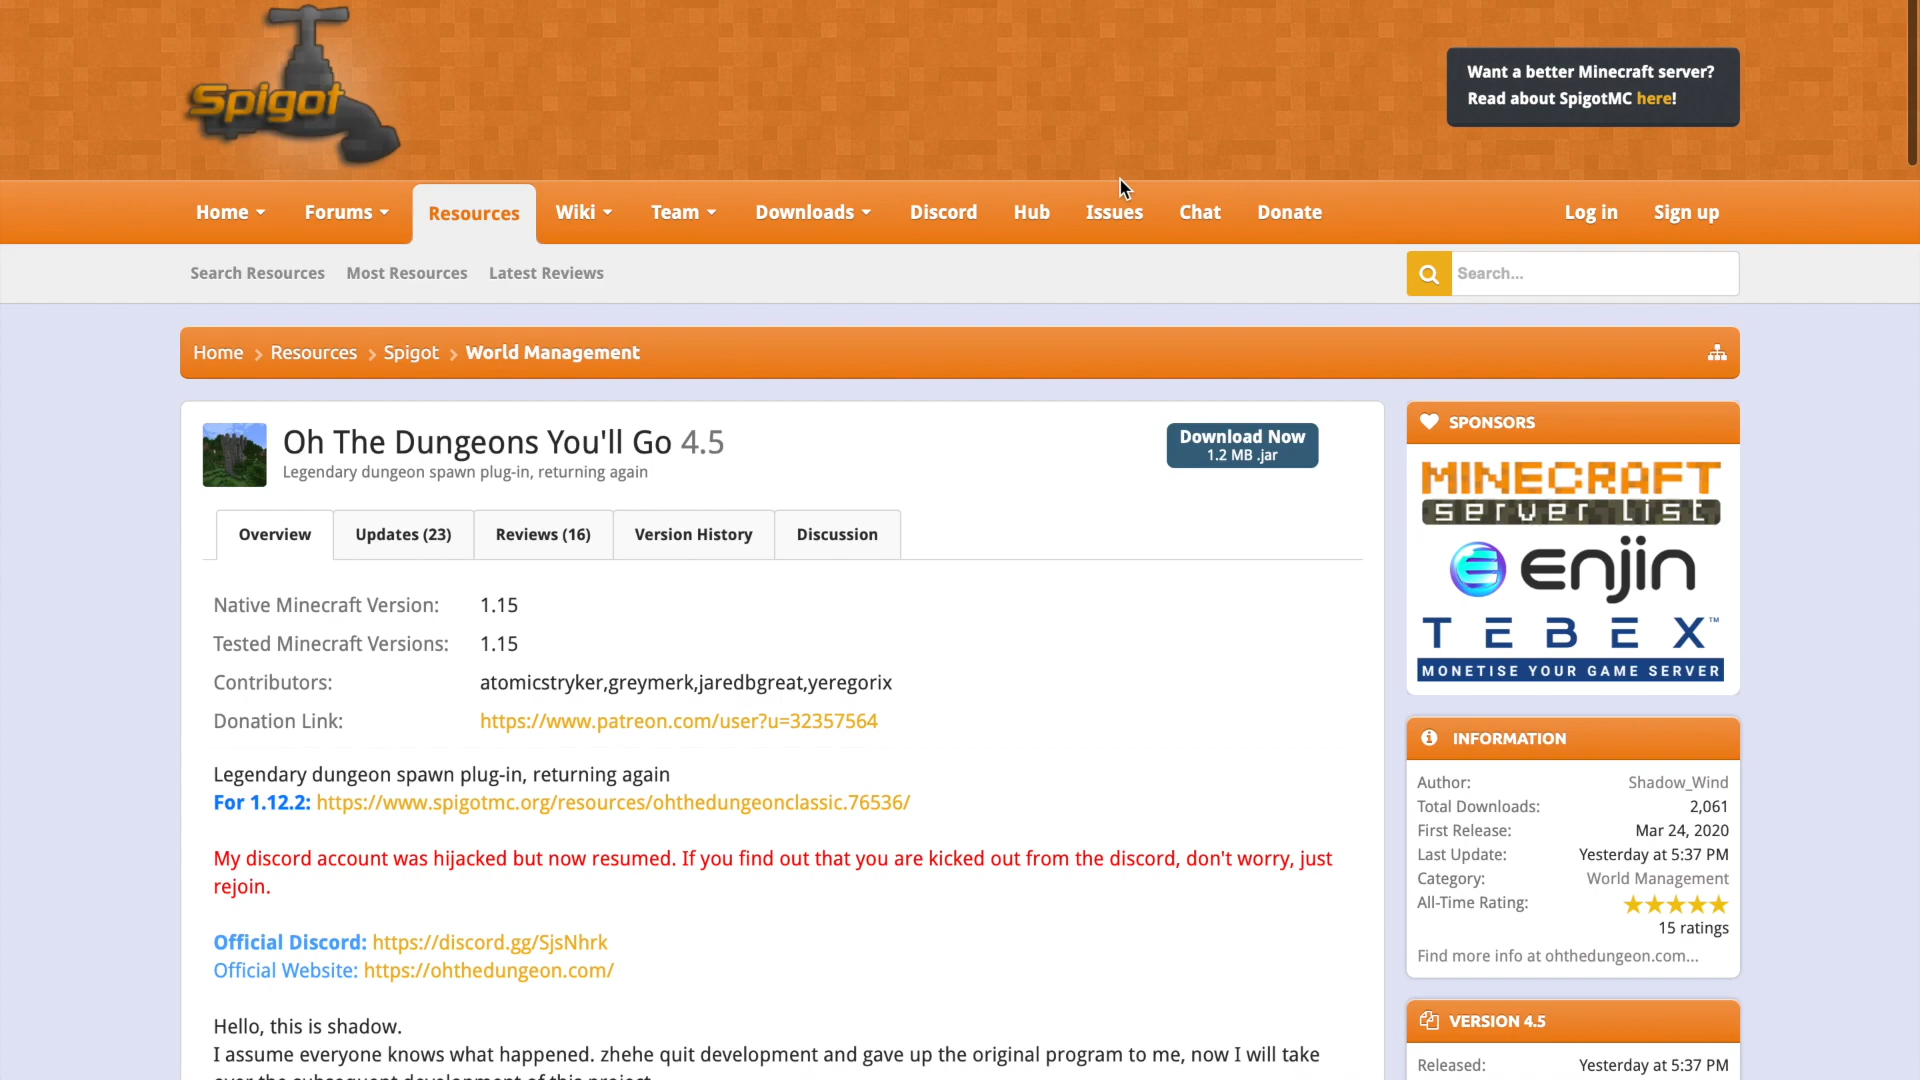 Spigot
Want a better Minecraft server?
Read about SpigotMC here!
Home Forums Resources Wiki Team Downloads Discord Hub Issues Chat Donate Log in Sign up
Search Resources Most Resources Latest Reviews Search...
Home Resources Spigot World Management
Oh The Dungeons You'll Go 4.5
Legendary dungeon spawn plug-in, returning again
Download Now
1.2 MB .jar
Overview Updates (23) Reviews (16) Version History Discussion
Native Minecraft Version: 1.15
Tested Minecraft Versions: 1.15
Contributors: atomicstryker,greymerk,jaredbgreat,yeregorix
Donation Link: https://www.patreon.com/user?u=32357564
Legendary dungeon spawn plug-in, returning again
For 1.12.2: https://www.spigotmc.org/resources/ohthedungeonclassic.76536/
My discord account was hijacked but now resumed. If you find out that you are kicked out from the discord, don't worry, just
rejoin.
Official Discord: https://discord.gg/SjsNhrk
Official Website: https://ohthedungeon.com/
Hello, this is shadow.
I assume everyone knows what happened. zhehe quit development and gave up the original program to me, now I will take
over the subsequent development of this project
SPONSORS
MINECRAFT
server list
enjin
TEBEX™
MONETISE YOUR GAME SERVER
INFORMATION
Author: Shadow_Wind
Total Downloads: 2,061
First Release: Mar 24, 2020
Last Update: Yesterday at 5:37 PM
Category: World Management
All-Time Rating:
15 ratings
Find more info at ohthedungeon.com...
VERSION 4.5
Released: Yesterday at 5:37 PM